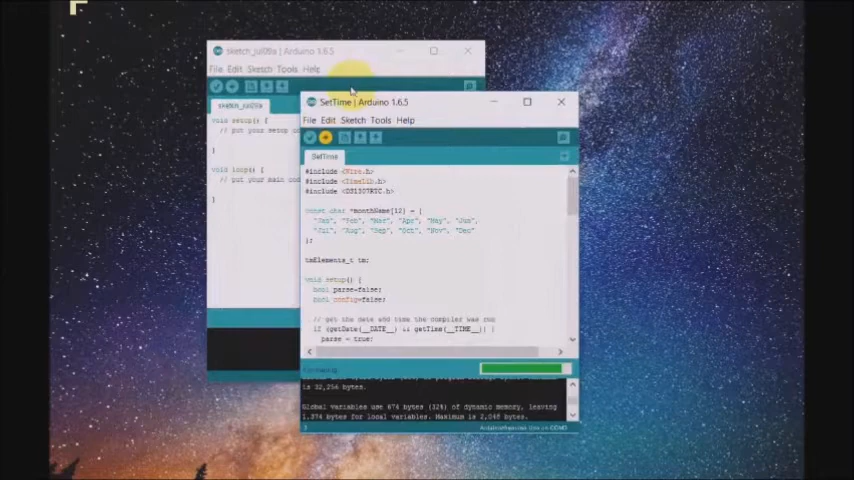 sketch_jul09a | Arduino 1.6.5
File Edit Sketch Tools Help
void setup() {
// put your setup co
}
void loop() {
// put your main cod
}
SetTime | Arduino 1.6.5
File Edit Sketch Tools Help
SetTime
#include <Wire.h>
#include <TimeLib.h>
#include <DS1307RTC.h>
const char *monthName[12] = {
"Jan", "Feb", "Mar", "Apr", "May", "Jun",
"Jul", "Aug", "Sep", "Oct", "Nov", "Dec"
};
tmElements_t tm;
void setup() {
bool parse=false;
bool config=false;
// get the date and time the compiler was run
if (getDate(__DATE__) && getTime(__TIME__)) {
parse = true;
is 32,256 bytes.
Global variables use 674 bytes (32%) of dynamic memory, leaving
1,374 bytes for local variables. Maximum is 2,048 bytes.